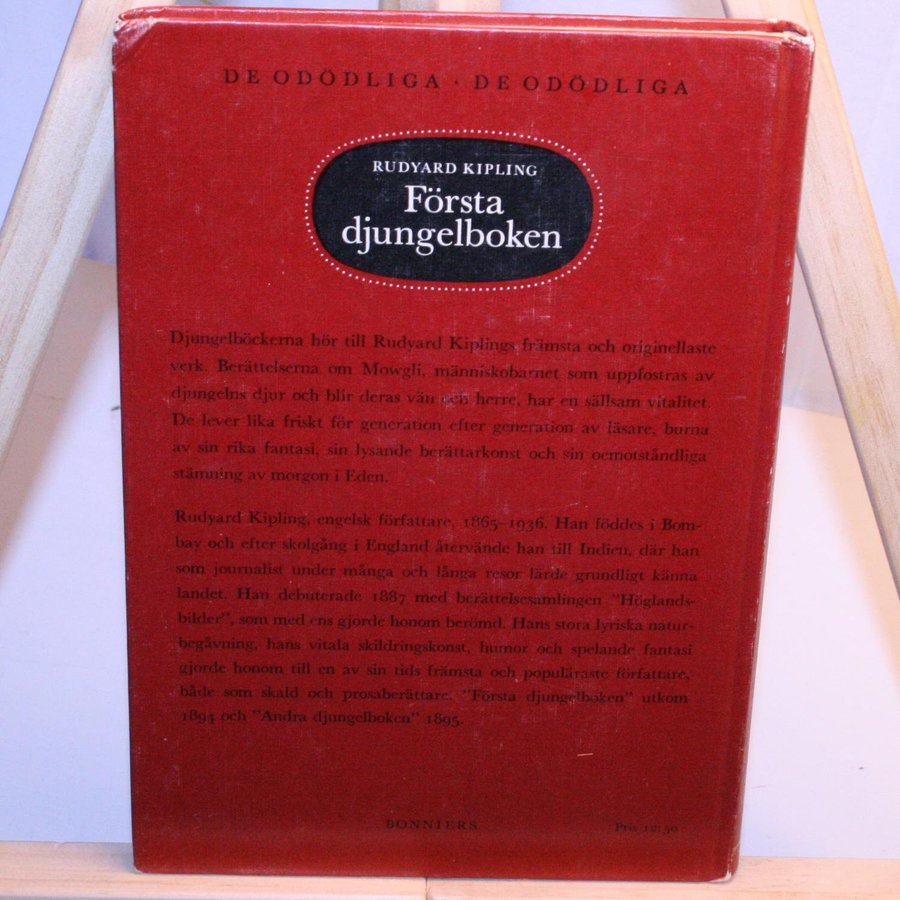 DE ODÖDLIGA · DE ODÖDLIGA
RUDYARD KIPLING
Första
djungelboken
Djungelböckerna hör till Rudyard Kiplings främsta och originellaste
verk. Berättelserna om Mowgli, människobarnet som uppfostras av
djungelns djur och blir deras vän och herre, har en sällsam vitalitet.
De lever lika friskt för generation efter generation av läsare, burna
av sin rika fantasi, sin lysande berättarkonst och sin oemotståndliga
stämning av morgon i Eden.
Rudyard Kipling, engelsk författare, 1865-1936. Han föddes i Bom-
bay och efter skolgång i England återvände han till Indien, där han
som journalist under många och långa resor lärde grundligt känna
landet. Han debuterade 1887 med berättelsesamlingen "Höglands-
bilder", som med ens gjorde honom berömd. Hans stora lyriska natur-
begåvning, hans vitala skildringskonst, humor och spelande fantasi
gjorde honom till en av sin tids främsta och populäraste författare,
både som skald och prosaberättare. "Första djungelboken" utkom
1894 och "Andra djungelboken" 1895.
BONNIERS
Pris 12:50